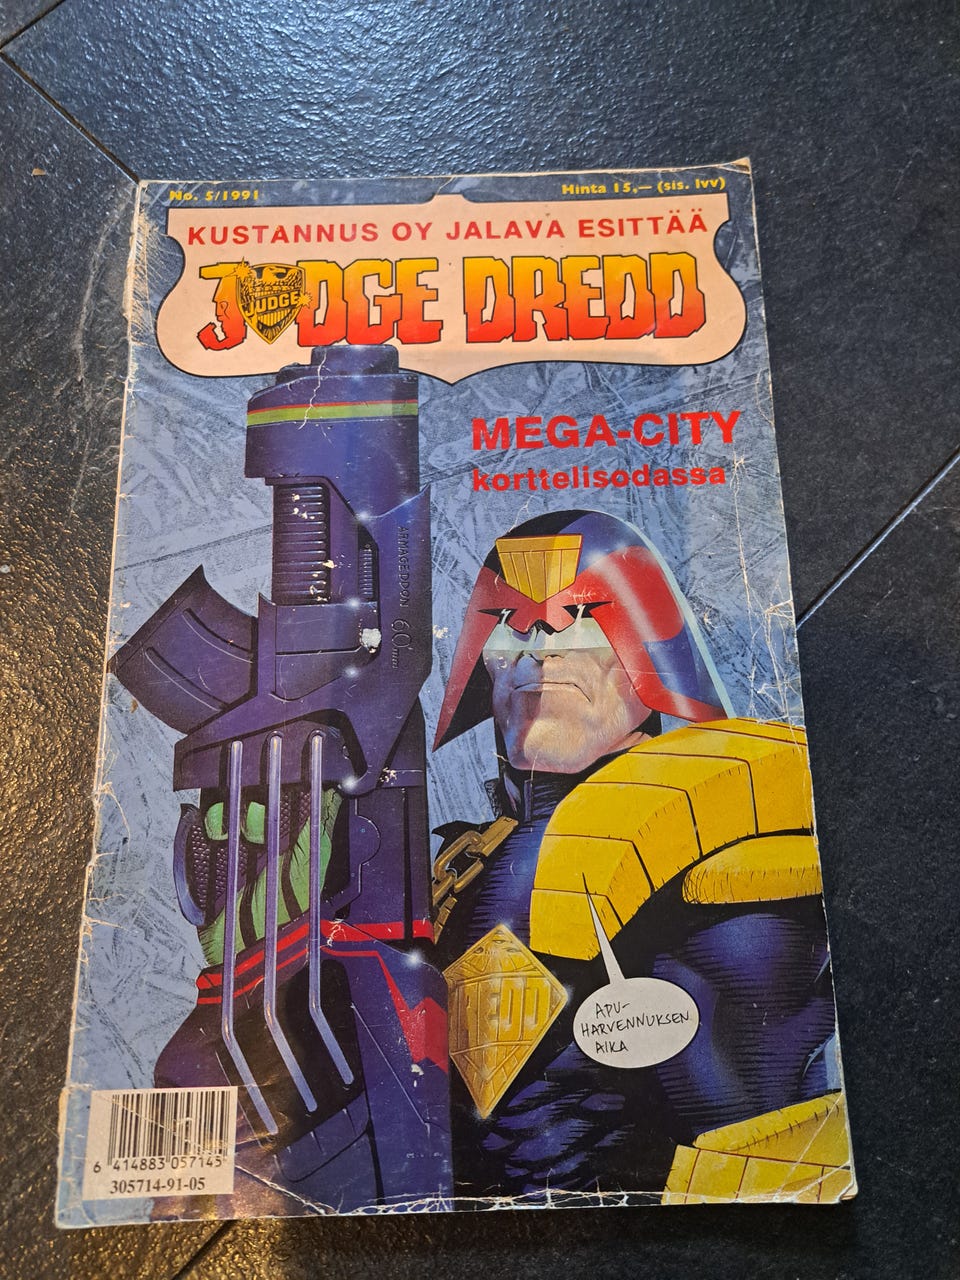 No. 5/1991
Hinta 15,– (sis. lvv)
KUSTANNUS OY JALAVA ESITTÄÄ
JUDGE DREDD
JUDGE
MEGA-CITY
korttelisodassa
ARMAGEDDON 60mm
DREDD
APU-
HARVENNUKSEN
AIKA
6 414883 057145
305714-91-05